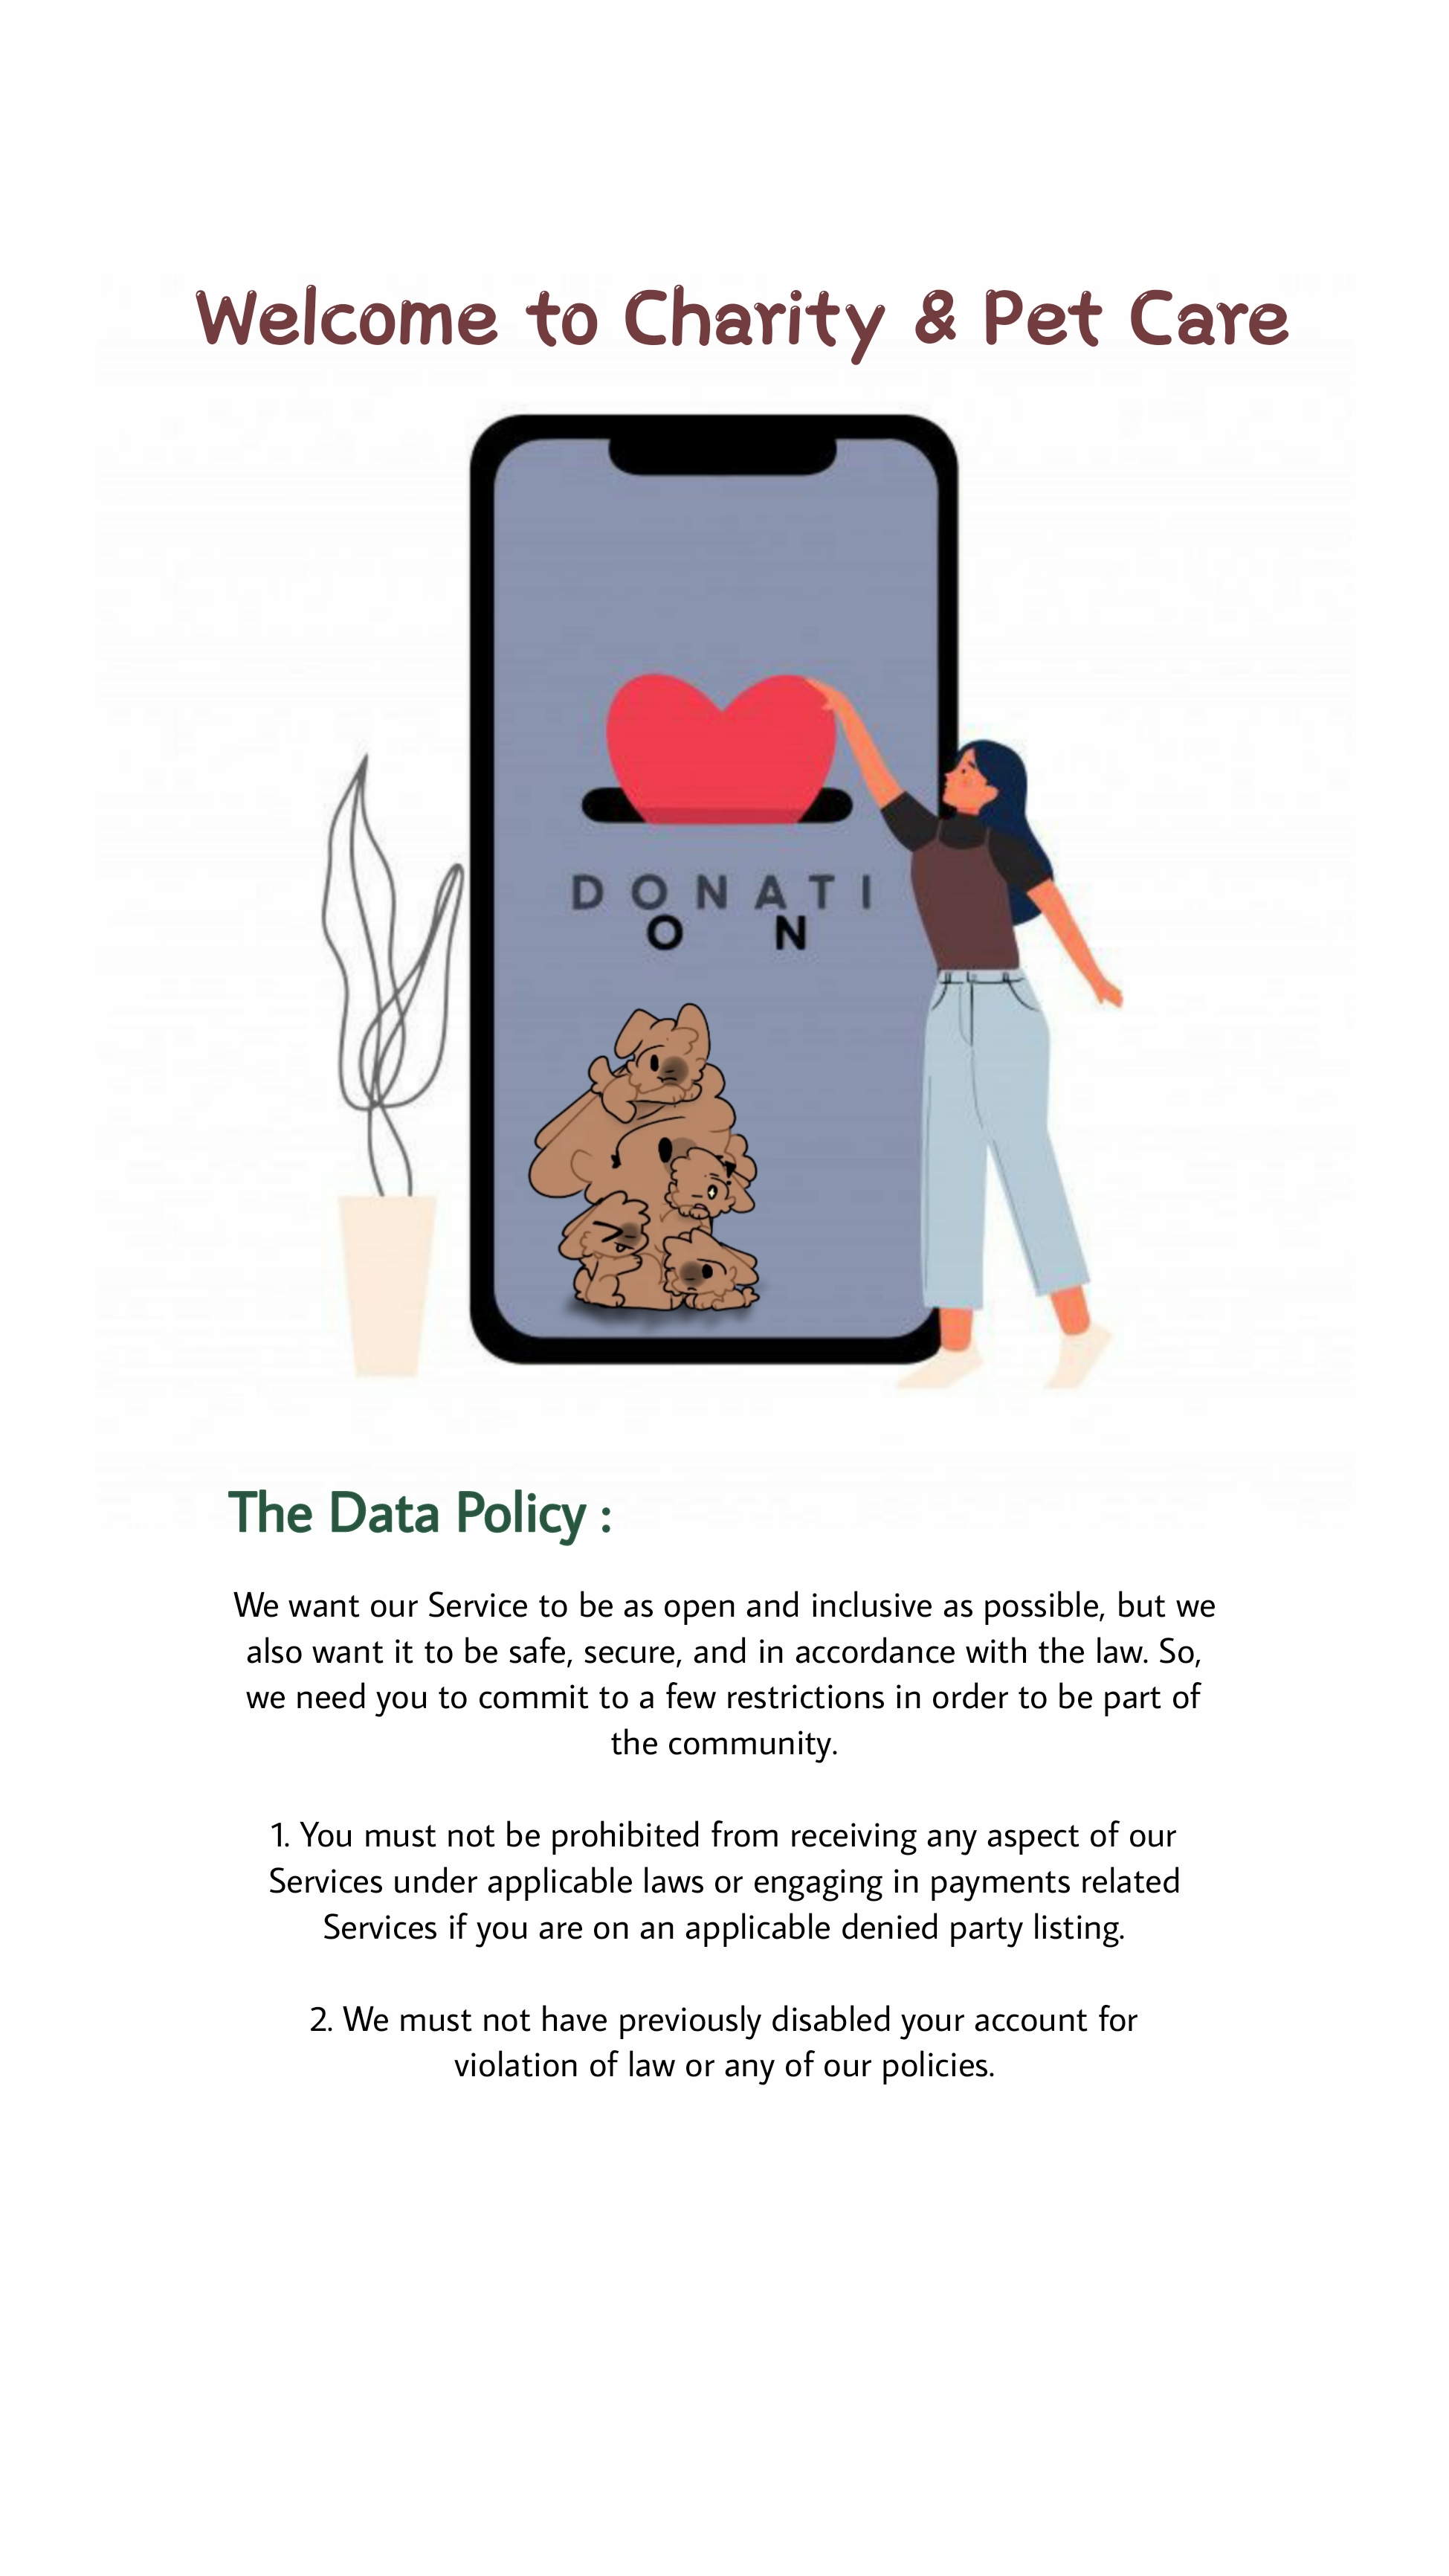 Welcome to Charity & Pet Care
D O N A T I
O N
The Data Policy :
We want our Service to be as open and inclusive as possible, but we
also want it to be safe, secure, and in accordance with the law. So,
we need you to commit to a few restrictions in order to be part of
the community.
1. You must not be prohibited from receiving any aspect of our
Services under applicable laws or engaging in payments related
Services if you are on an applicable denied party listing.
2. We must not have previously disabled your account for
violation of law or any of our policies.